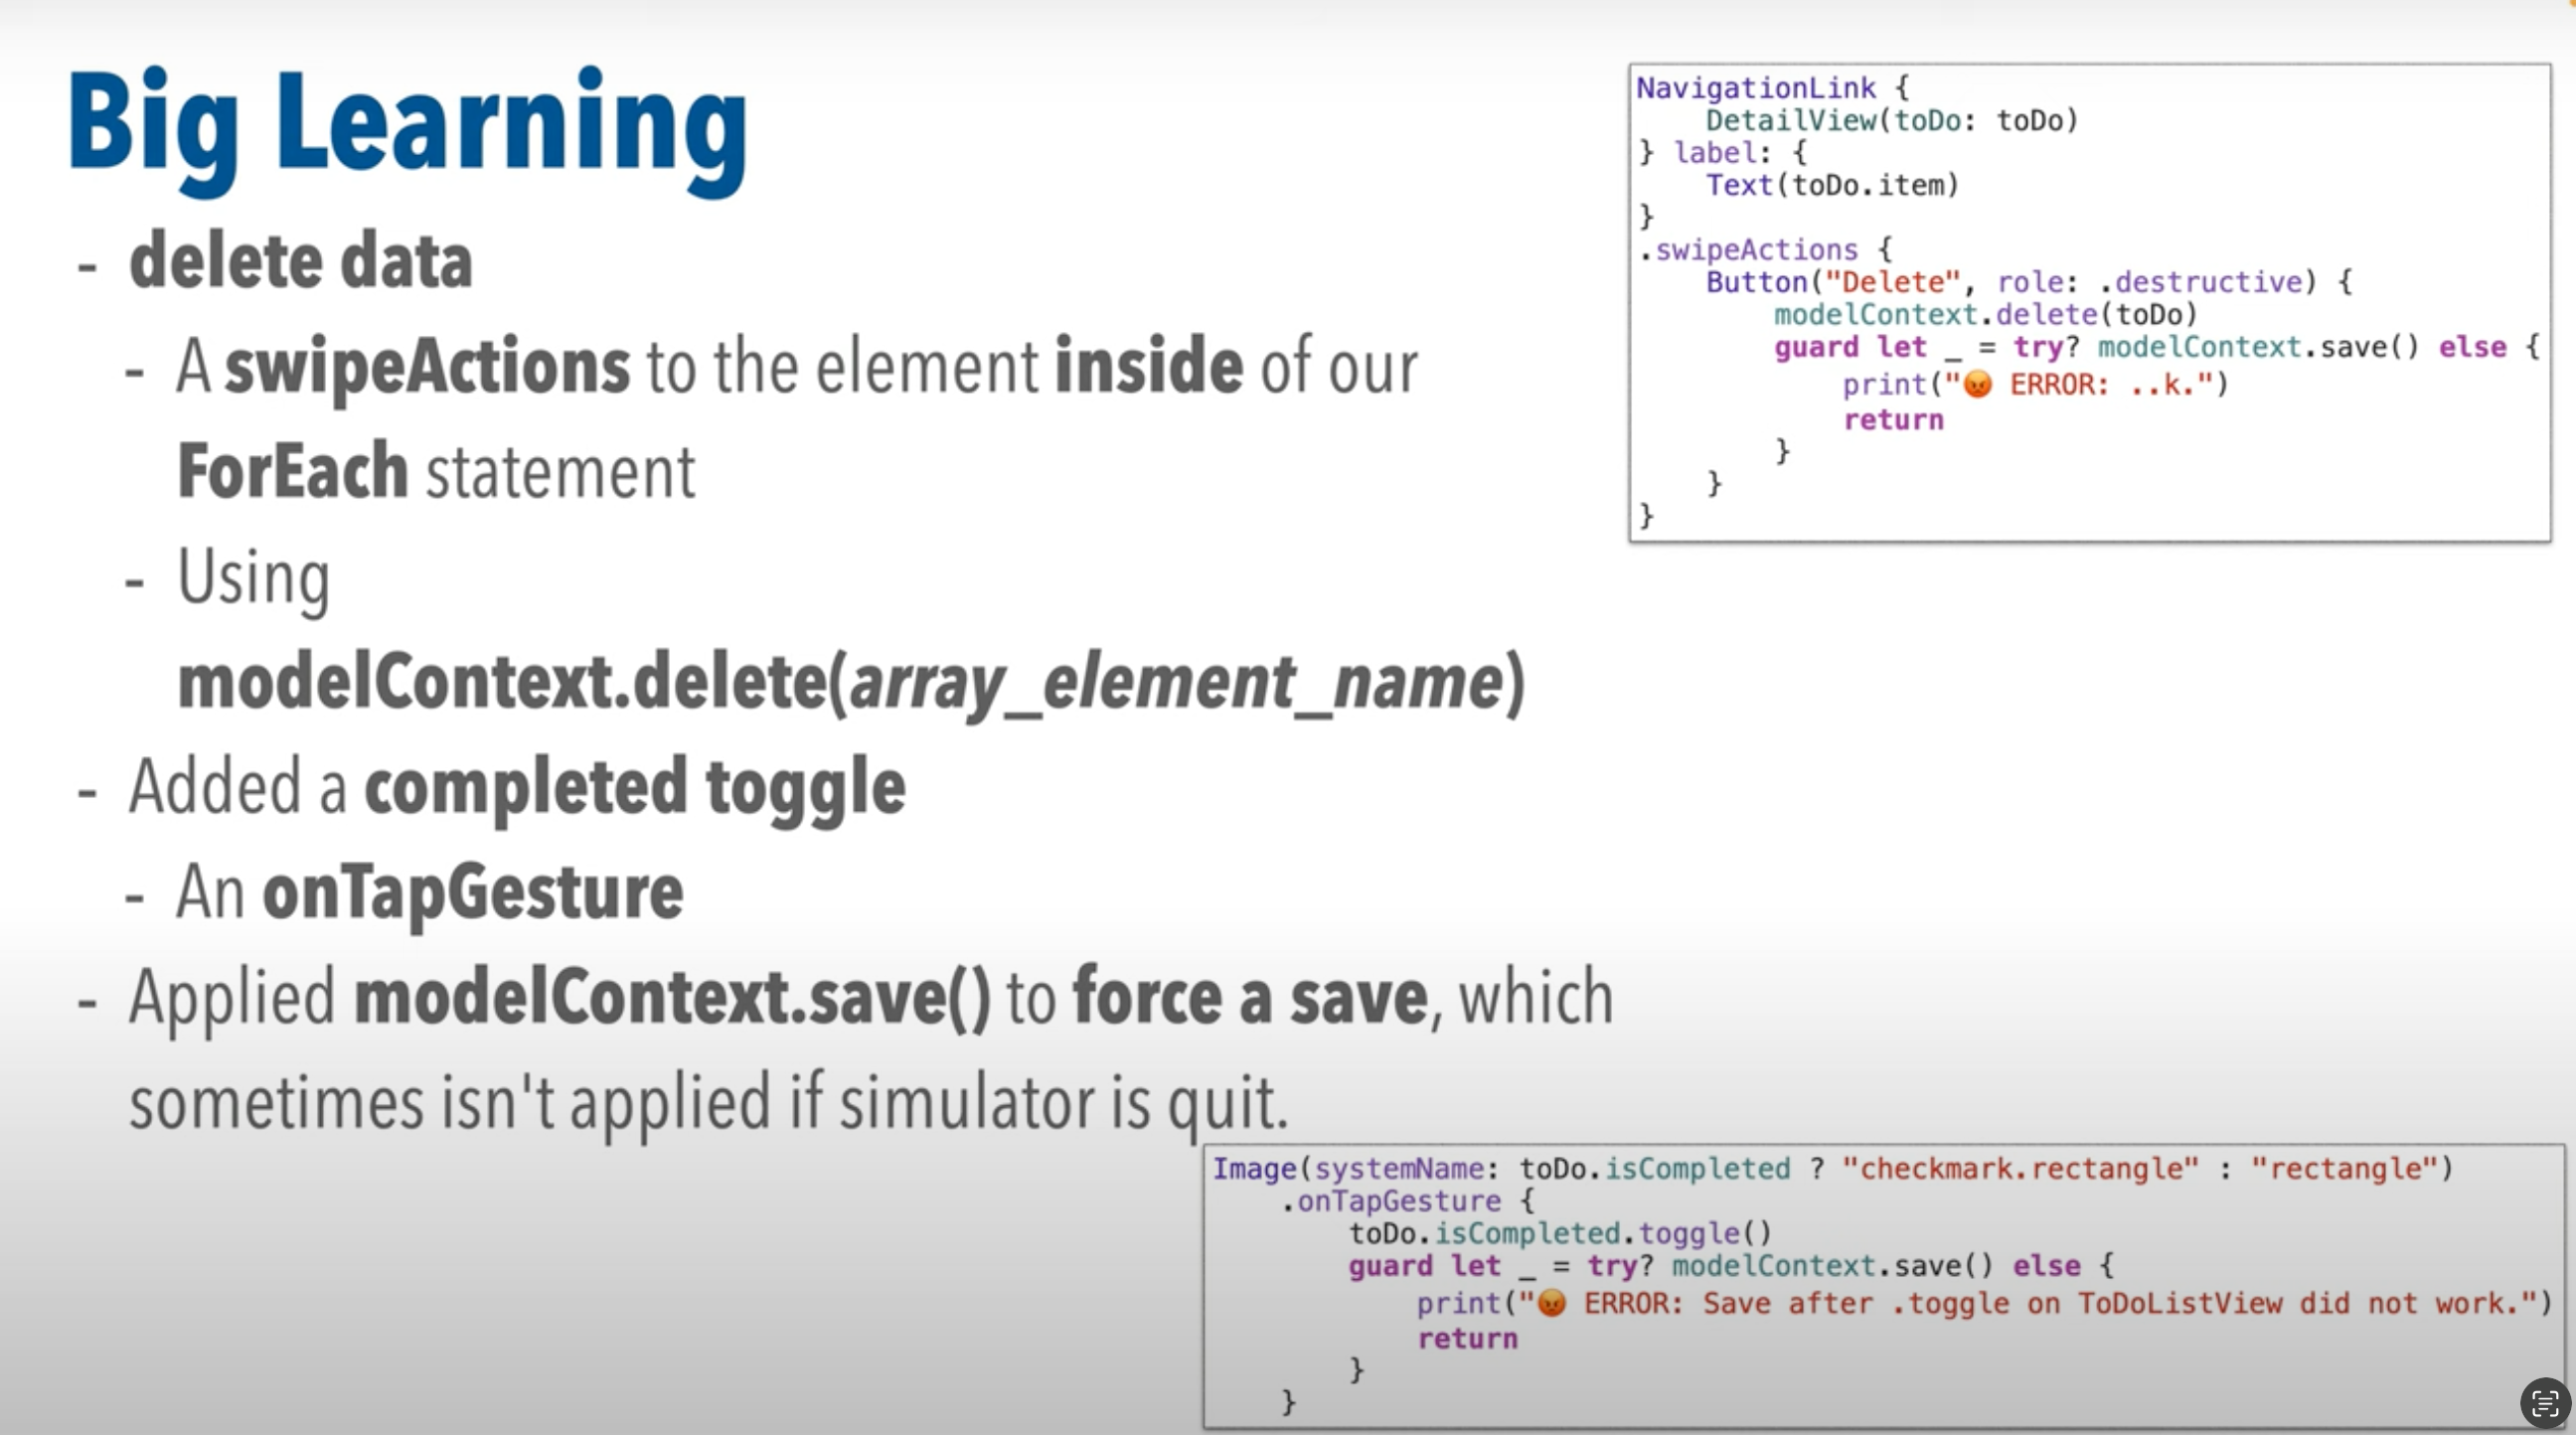 Big Learning
- delete data
- A swipeActions to the element inside of our
ForEach statement
- Using
modelContext.delete(array_element_name)
- Added a completed toggle
- An onTapGesture
- Applied modelContext.save() to force a save, which
sometimes isn't applied if simulator is quit.
NavigationLink {
    DetailView(toDo: toDo)
} label: {
    Text(toDo.item)
}
.swipeActions {
    Button("Delete", role: .destructive) {
        modelContext.delete(toDo)
        guard let _ = try? modelContext.save() else {
            print("😡 ERROR: ..k.")
            return
        }
    }
}
Image(systemName: toDo.isCompleted ? "checkmark.rectangle" : "rectangle")
    .onTapGesture {
        toDo.isCompleted.toggle()
        guard let _ = try? modelContext.save() else {
            print("😡 ERROR: Save after .toggle on ToDoListView did not work.")
            return
        }
    }